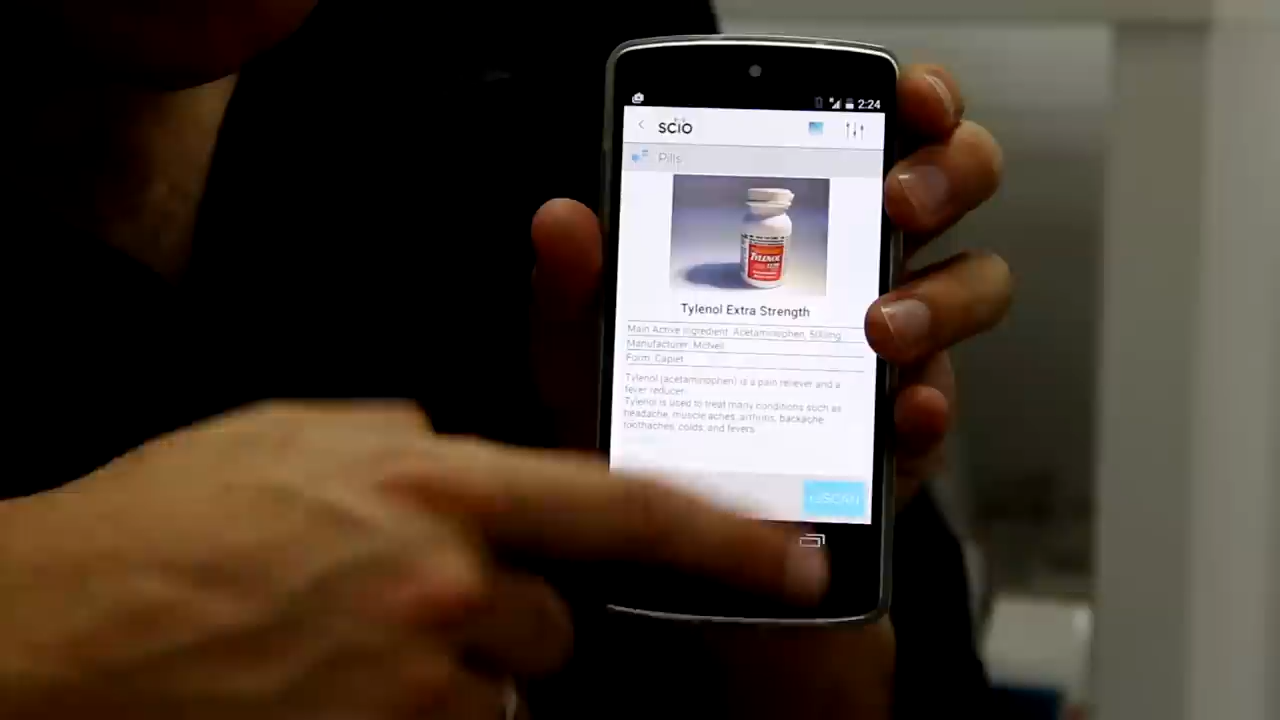 2:24
SCiO
Pills
TYLENOL
Tylenol Extra Strength
Main Active Ingredient: Acetaminophen, 500mg
Manufacturer: McNeil
Form: Caplet
Tylenol (acetaminophen) is a pain reliever and a
fever reducer.
Tylenol is used to treat many conditions such as
headache, muscle aches, arthritis, backache
toothaches, colds, and fevers.